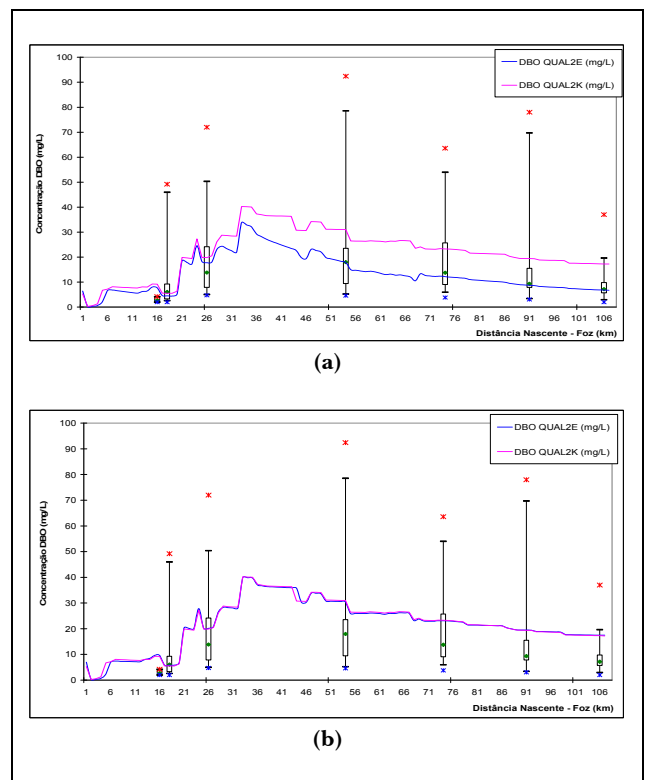 100
90
80
70
60
50
40
30
20
10
0
Concentração DBO (mg/L)
DBO QUAL2E (mg/L)
DBO QUAL2K (mg/L)
1 6 11 16 21 26 31 36 41 46 51 56 61 66 71 76 81 86 91 96 101 106
Distância Nascente - Foz (km)
(a)
100
90
80
70
60
50
40
30
20
10
0
Concentração DBO (mg/L)
DBO QUAL2E (mg/L)
DBO QUAL2K (mg/L)
1 6 11 16 21 26 31 36 41 46 51 56 61 66 71 76 81 86 91 96 101 106
Distância Nascente - Foz (km)
(b)